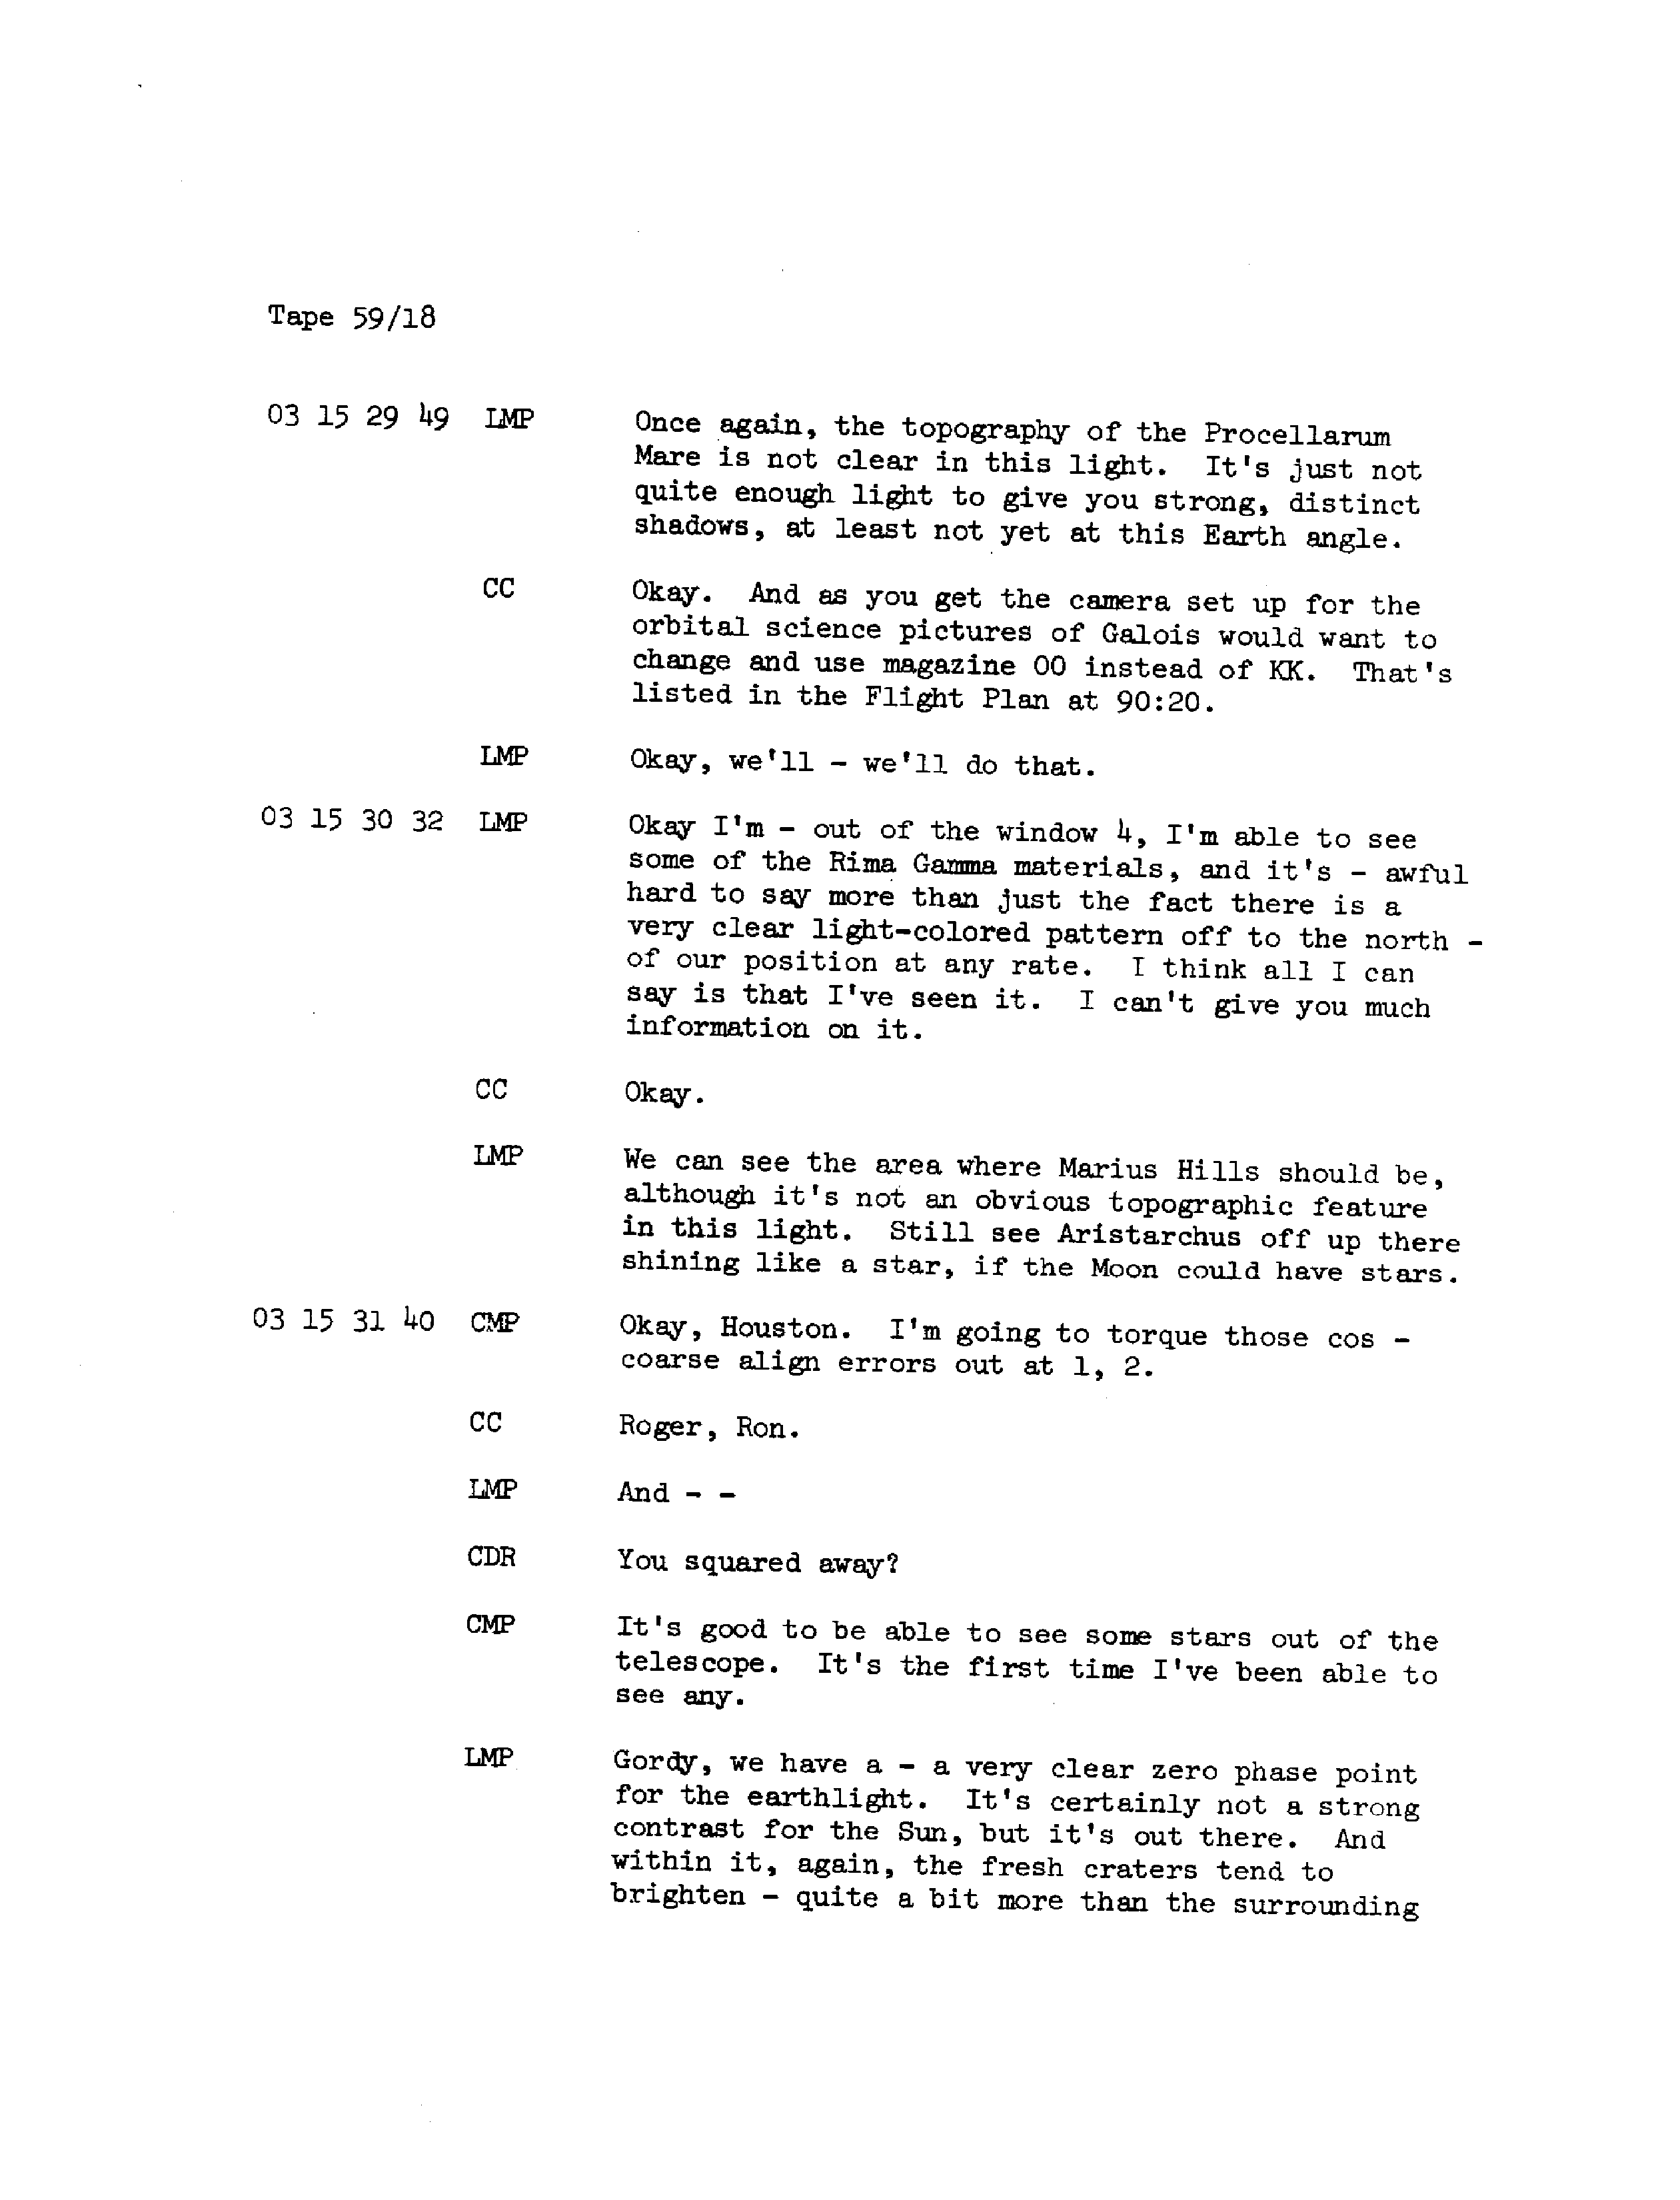 Tape 59/18
03 15 29 49 LMP Once again, the topography of the Procellarum
Mare is not clear in this light. It's just not
quite enough light to give you strong, distinct
shadows, at least not yet at this Earth angle.
CC Okay. And as you get the camera set up for the
orbital science pictures of Galois would want to
change and use magazine OO instead of KK. That's
listed in the Flight Plan at 90:20.
LMP Okay, we'll - we'll do that.
03 15 30 32 LMP Okay I'm - out of the window 4, I'm able to see
some of the Rima Gamma materials, and it's - awful
hard to say more than just the fact there is a
very clear light-colored pattern off to the north -
of our position at any rate. I think all I can
say is that I've seen it. I can't give you much
information on it.
CC Okay.
LMP We can see the area where Marius Hills should be,
although it's not an obvious topographic feature
in this light. Still see Aristarchus off up there
shining like a star, if the Moon could have stars.
03 15 31 40 CMP Okay, Houston. I'm going to torque those cos -
coarse align errors out at 1, 2.
CC Roger, Ron.
LMP And - -
CDR You squared away?
CMP It's good to be able to see some stars out of the
telescope. It's the first time I've been able to
see any.
LMP Gordy, we have a - a very clear zero phase point
for the earthlight. It's certainly not a strong
contrast for the Sun, but it's out there. And
within it, again, the fresh craters tend to
brighten - quite a bit more than the surrounding